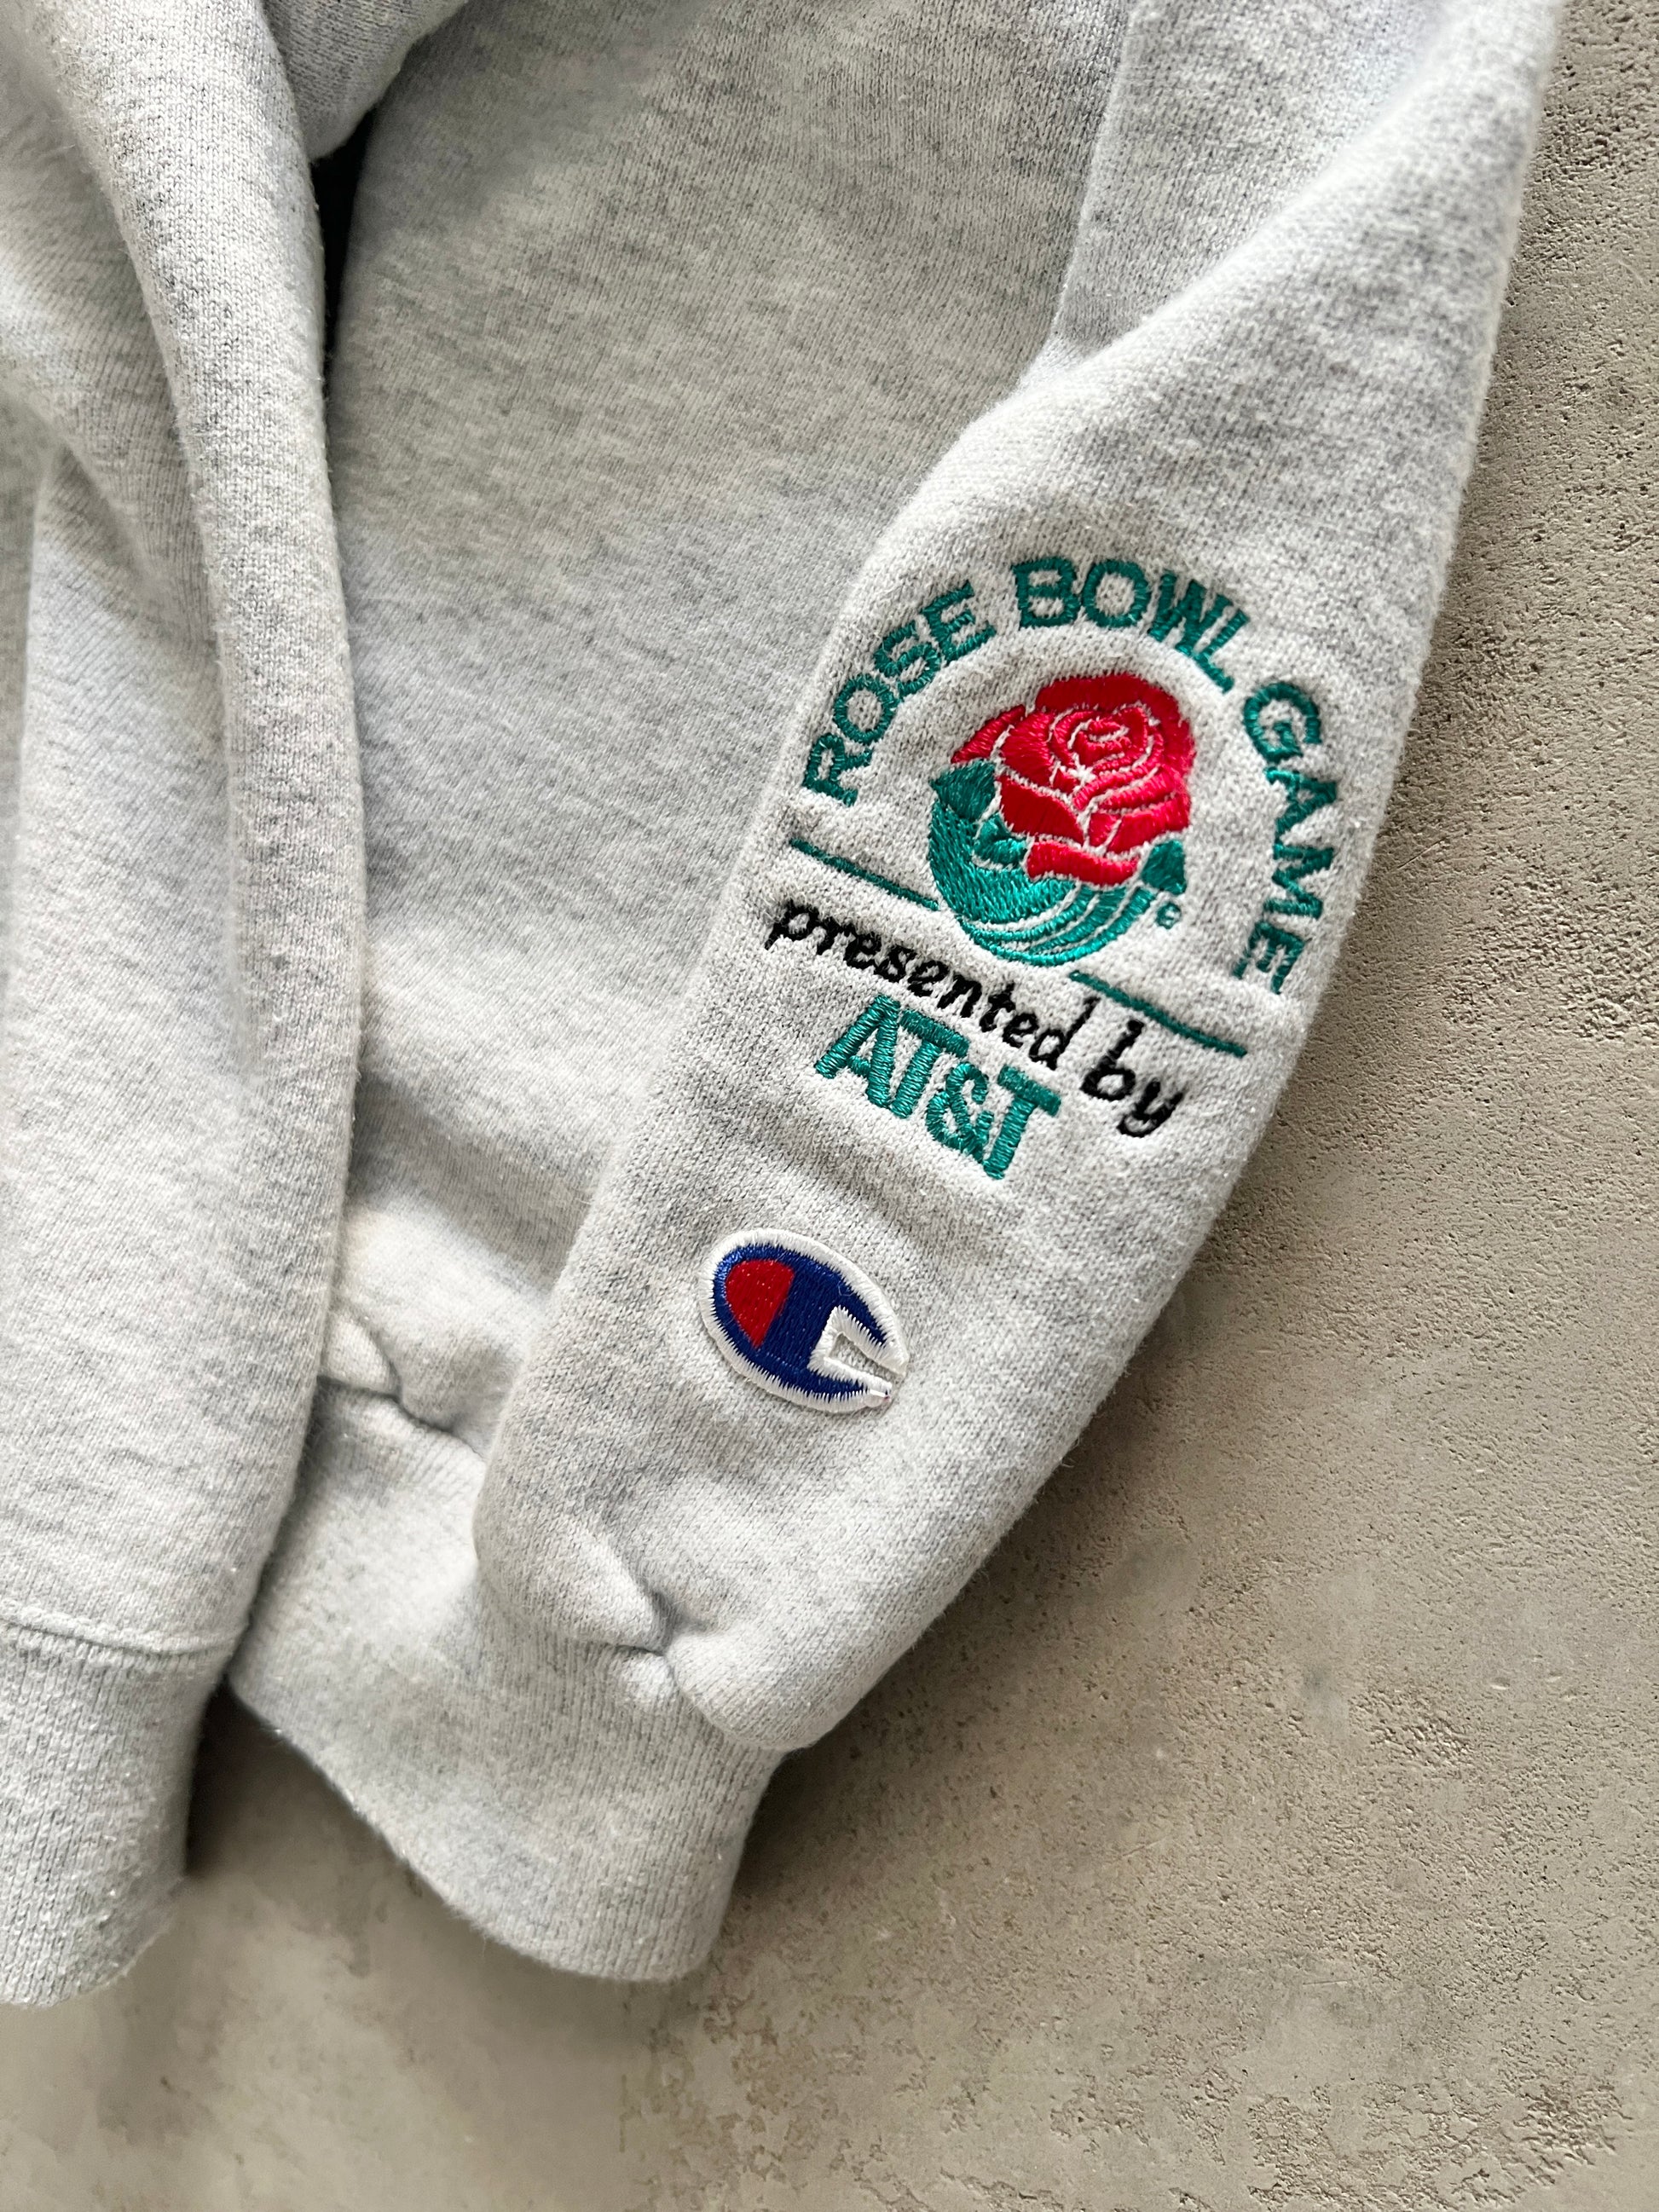 ROSE BOWL GAME
©
presented by
AT&T